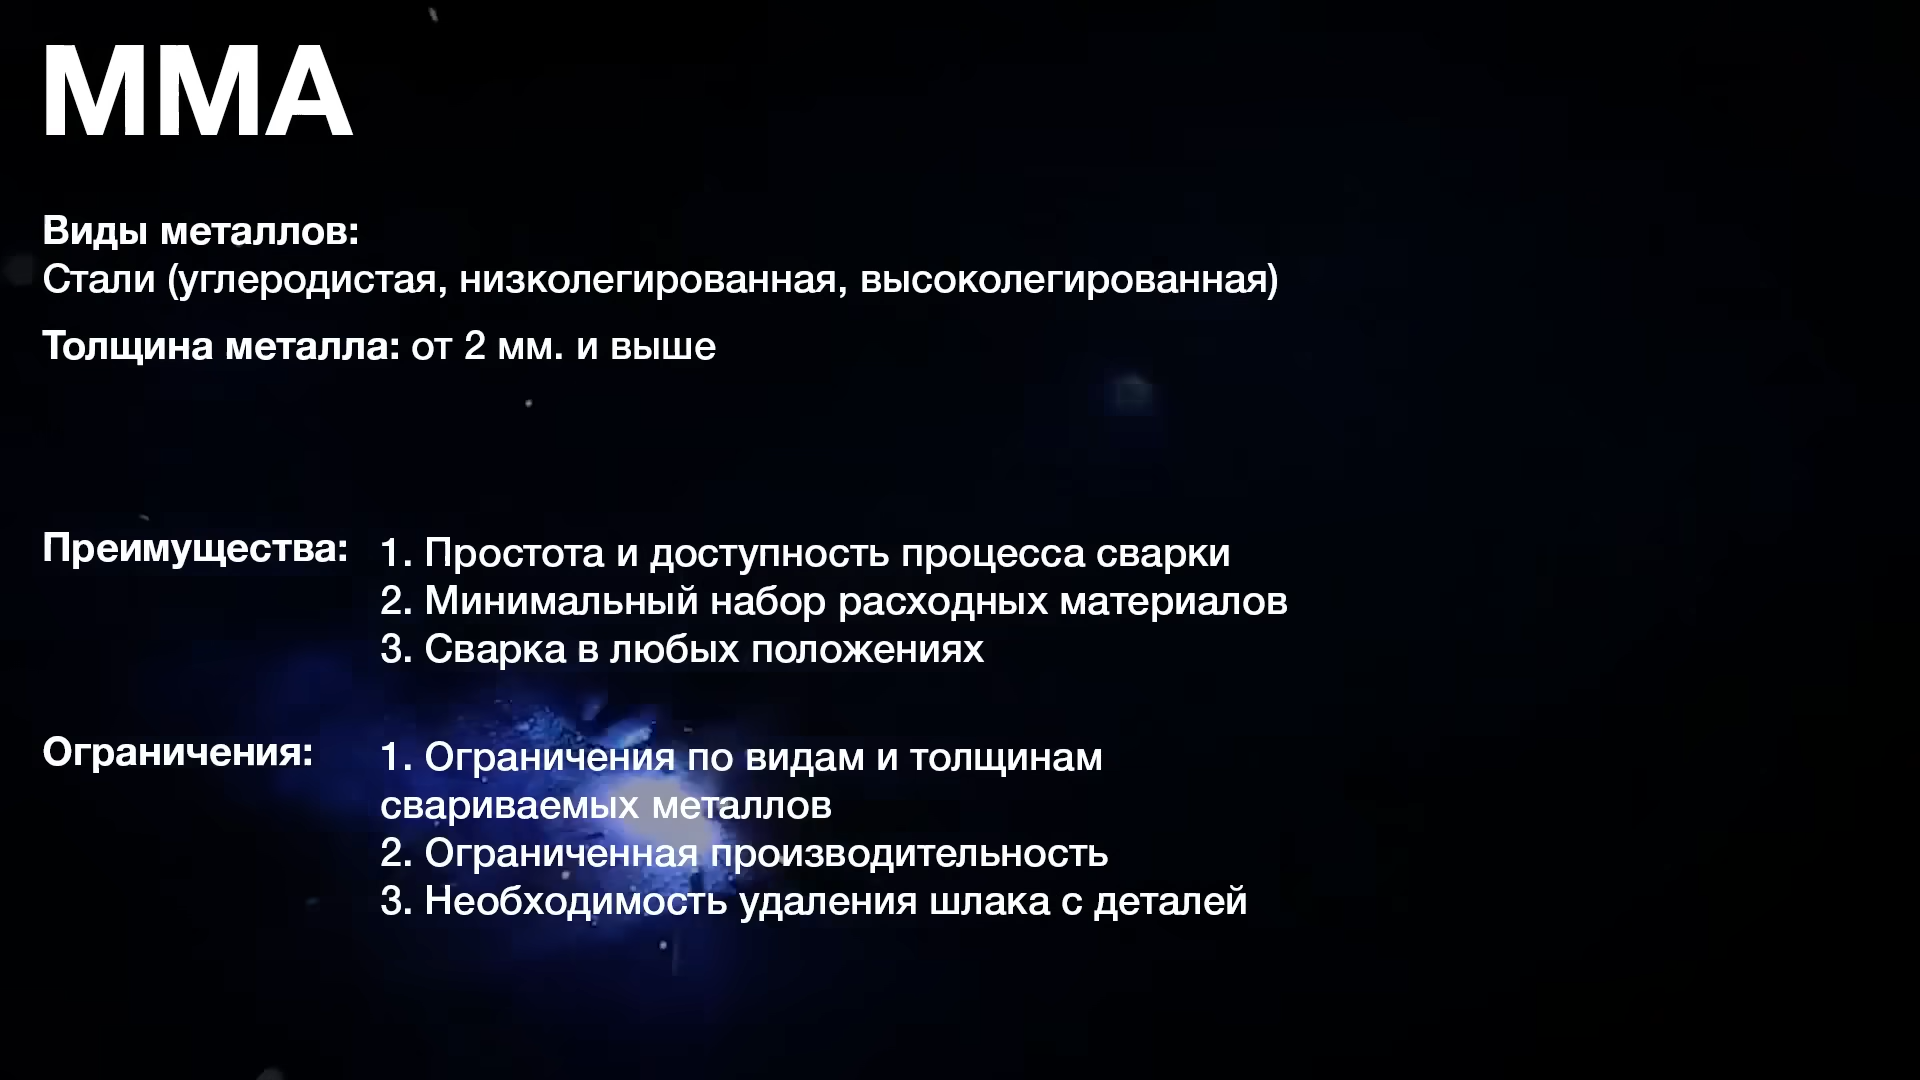 MMA
Виды металлов:
Стали (углеродистая, низколегированная, высоколегированная)
Толщина металла: от 2 мм. и выше
Преимущества: 1. Простота и доступность процесса сварки
2. Минимальный набор расходных материалов
3. Сварка в любых положениях
Ограничения: 1. Ограничения по видам и толщинам
свариваемых металлов
2. Ограниченная производительность
3. Необходимость удаления шлака с деталей